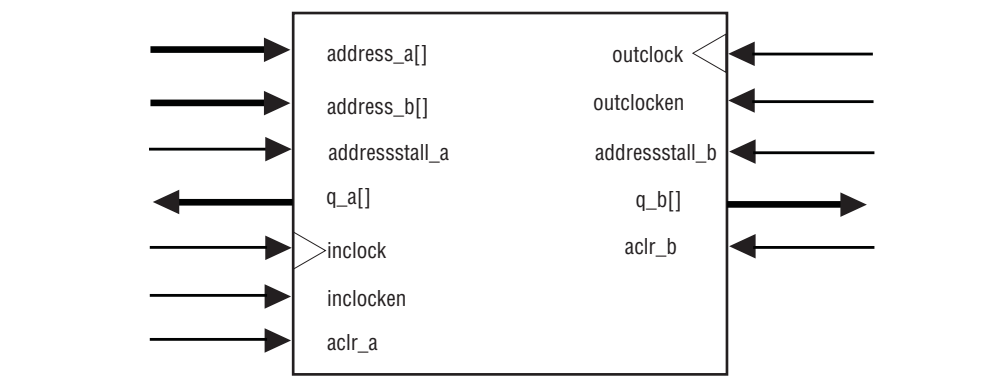 address_a[]
address_b[]
addressstall_a
q_a[]
inclock
inclocken
aclr_a
outclock
outclocken
addressstall_b
q_b[]
aclr_b